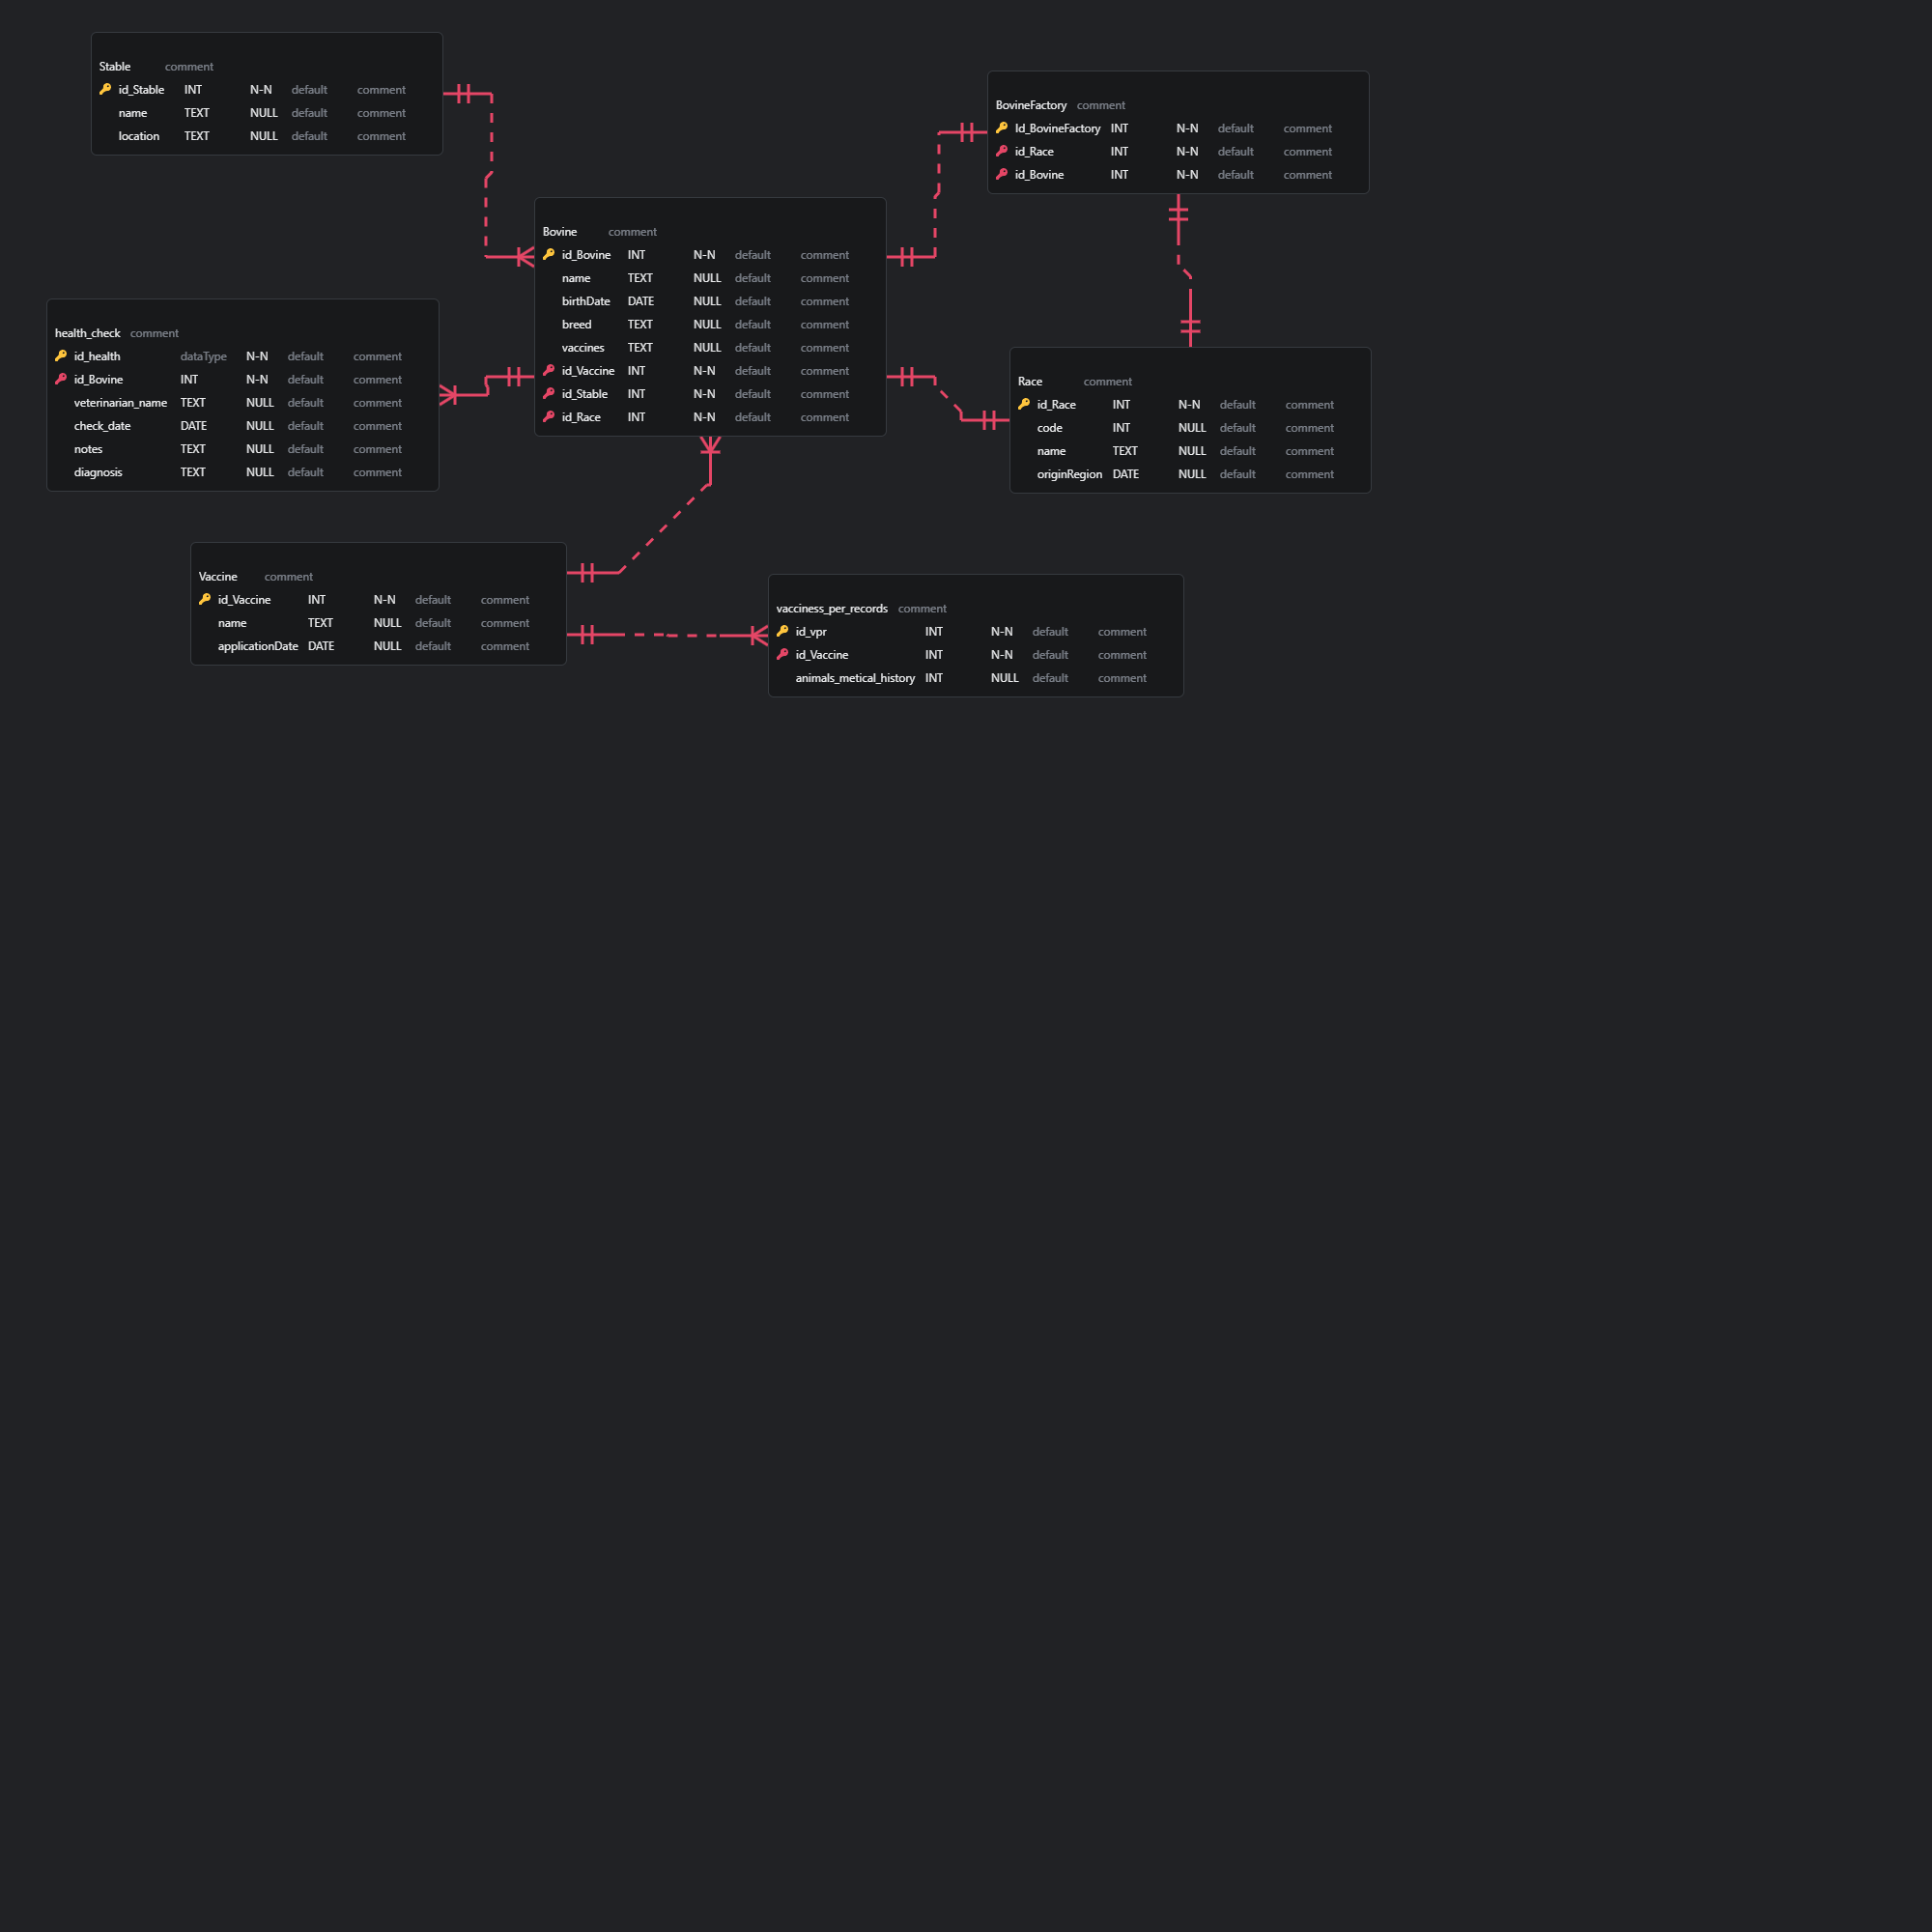 Stable comment
id_Stable INT N-N default comment
name TEXT NULL default comment
location TEXT NULL default comment
BovineFactory comment
Id_BovineFactory INT N-N default comment
id_Race INT N-N default comment
id_Bovine INT N-N default comment
Bovine comment
id_Bovine INT N-N default comment
name TEXT NULL default comment
birthDate DATE NULL default comment
breed TEXT NULL default comment
vaccines TEXT NULL default comment
id_Vaccine INT N-N default comment
id_Stable INT N-N default comment
id_Race INT N-N default comment
health_check comment
id_health dataType N-N default comment
id_Bovine INT N-N default comment
veterinarian_name TEXT NULL default comment
check_date DATE NULL default comment
notes TEXT NULL default comment
diagnosis TEXT NULL default comment
Race comment
id_Race INT N-N default comment
code INT NULL default comment
name TEXT NULL default comment
originRegion DATE NULL default comment
Vaccine comment
id_Vaccine INT N-N default comment
name TEXT NULL default comment
applicationDate DATE NULL default comment
vacciness_per_records comment
id_vpr INT N-N default comment
id_Vaccine INT N-N default comment
animals_metical_history INT NULL default comment